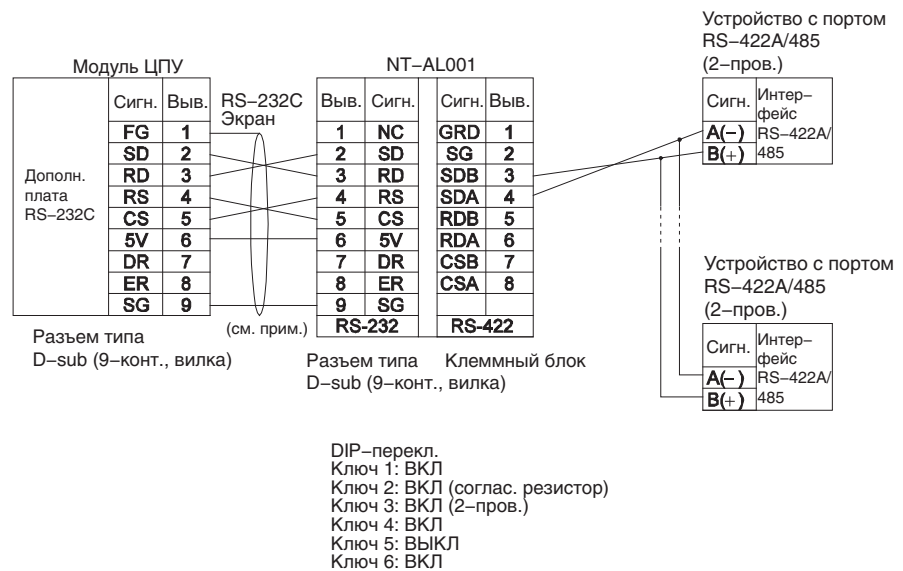 Устройство с портом
RS–422A/485
(2–пров.)
Модуль ЦПУ
NT–AL001
Сигн. Выв.
RS–232C
Экран
Выв. Сигн.
Сигн. Выв.
Сигн. Интер–
фейс
RS–422A/
485
A(–)
B(+)
Дополн.
плата
RS–232C
FG 1
SD 2
RD 3
RS 4
CS 5
5V 6
DR 7
ER 8
SG 9
1 NC
2 SD
3 RD
4 RS
5 CS
6 5V
7 DR
8 ER
9 SG
RS-232
GRD 1
SG 2
SDB 3
SDA 4
RDB 5
RDA 6
CSB 7
CSA 8
RS-422
(см. прим.)
Разъем типа
D–sub (9–конт., вилка)
Разъем типа
D–sub (9–конт., вилка)
Клеммный блок
Устройство с портом
RS–422A/485
(2–пров.)
Сигн. Интер–
фейс
RS–422A/
485
A(–)
B(+)
DIP–перекл.
Ключ 1: ВКЛ
Ключ 2: ВКЛ (соглас. резистор)
Ключ 3: ВКЛ (2–пров.)
Ключ 4: ВКЛ
Ключ 5: ВЫКЛ
Ключ 6: ВКЛ